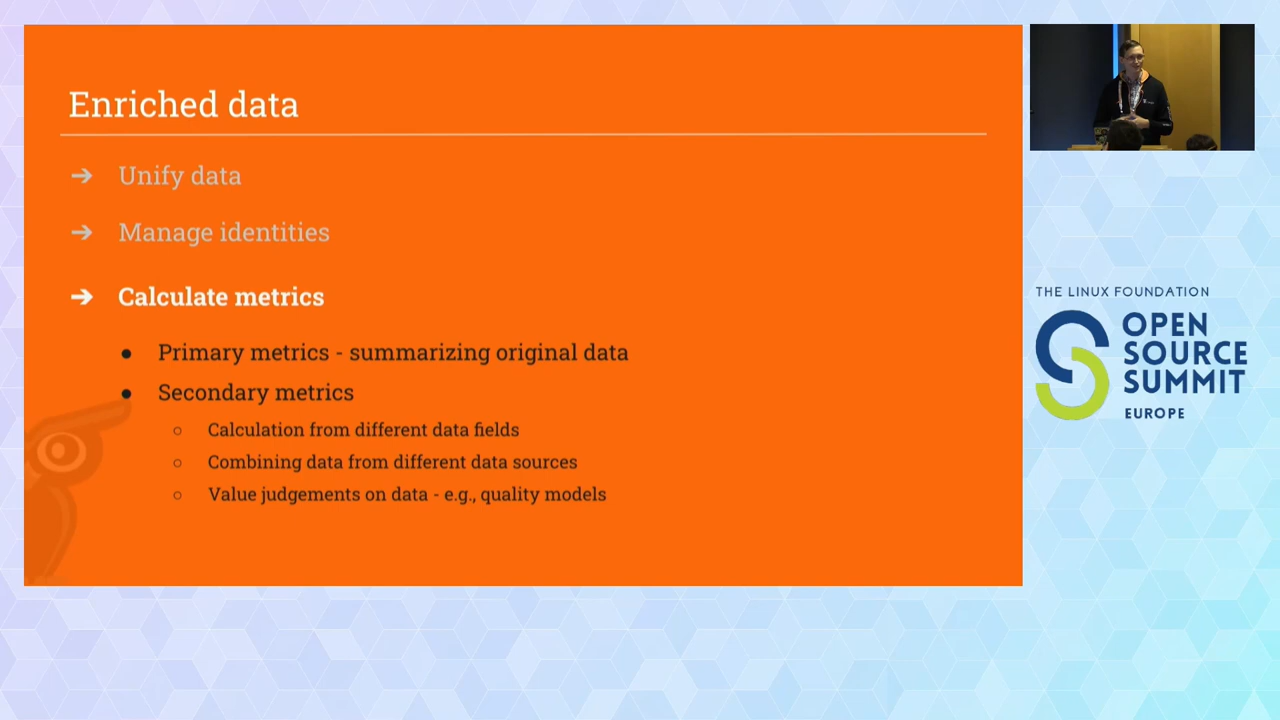 Enriched data
➔ Unify data
➔ Manage identities
➔ Calculate metrics
● Primary metrics - summarizing original data
● Secondary metrics
○ Calculation from different data fields
○ Combining data from different data sources
○ Value judgements on data - e.g., quality models
THE LINUX FOUNDATION
OPEN
SOURCE
SUMMIT
EUROPE